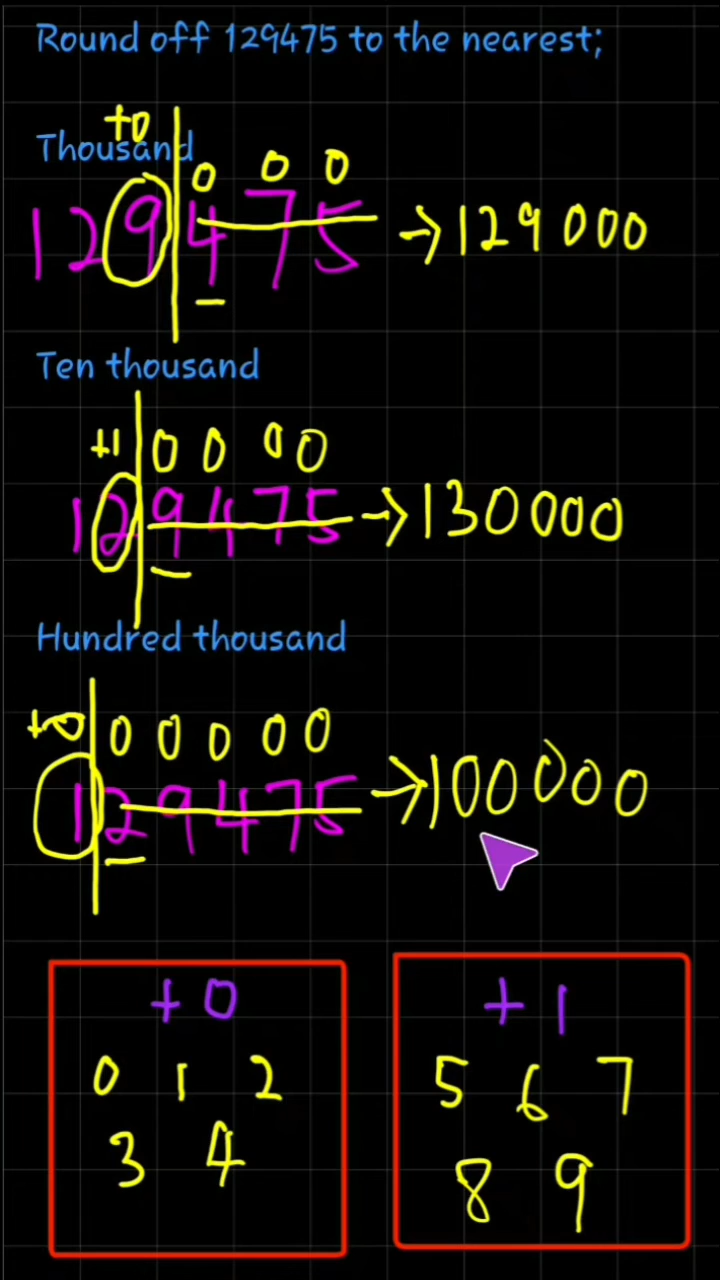 Round off 129475 to the nearest;
+0
Thousand
0 0 0
129475 → 129000
Ten thousand
+1 0 0 0 0
129475 → 130000
Hundred thousand
+0 0 0 0 0 0
129475 → 100000
+0
0 1 2
3 4
+1
5 6 7
8 9